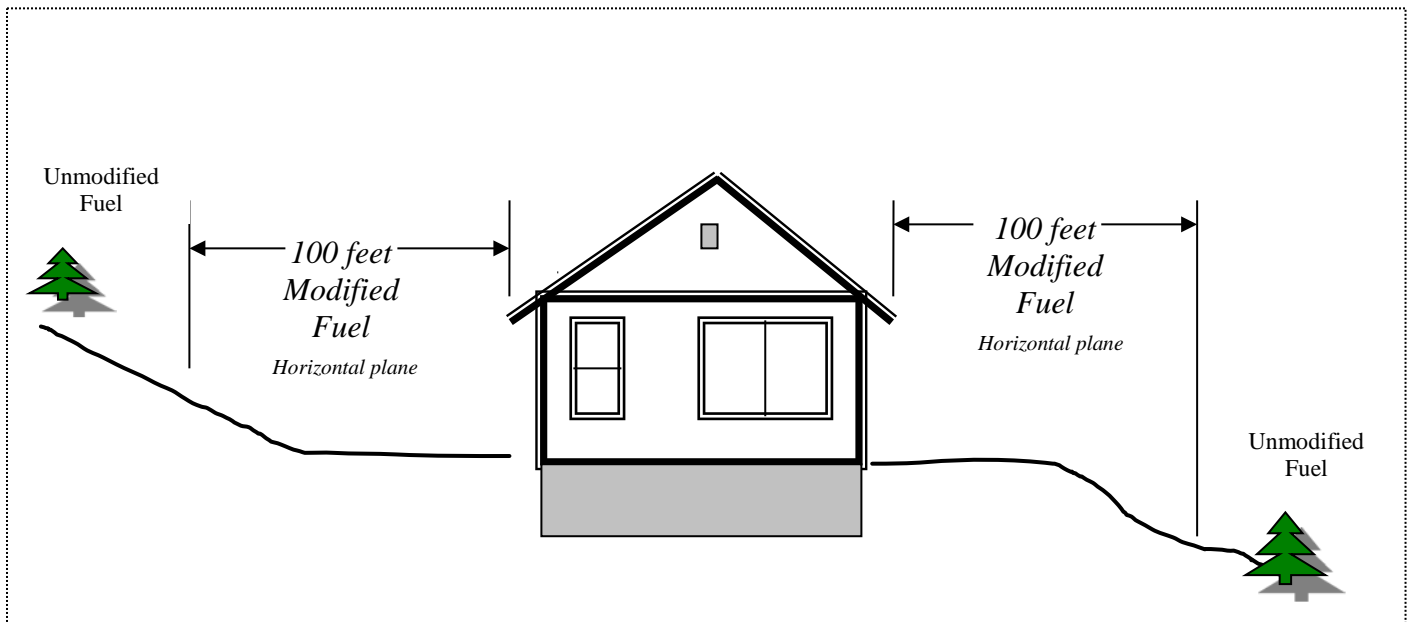 Unmodified
Fuel
100 feet
Modified
Fuel
Horizontal plane
100 feet
Modified
Fuel
Horizontal plane
Unmodified
Fuel